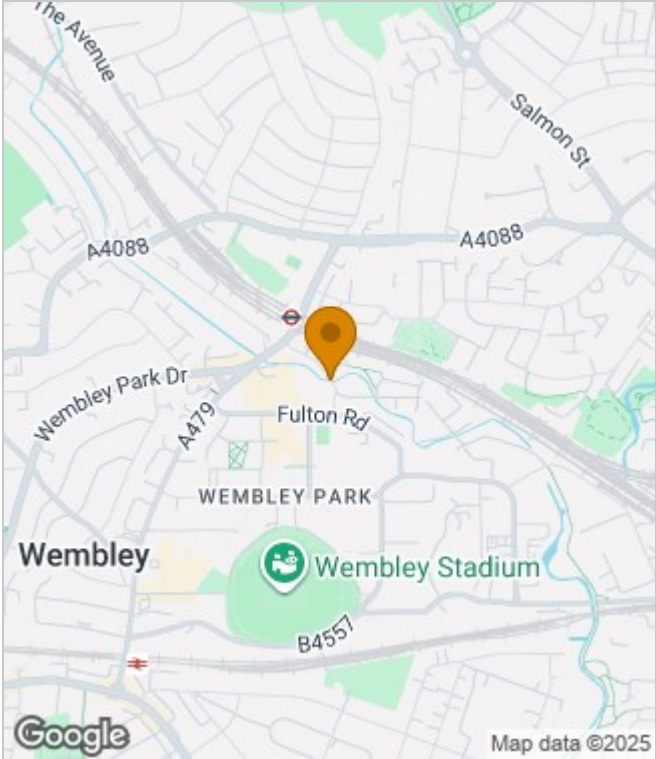 The Avenue
Salmon St
A4088
A4088
Wembley Park Dr
A479
Fulton Rd
WEMBLEY PARK
Wembley
Wembley Stadium
B4557
Google
Map data ©2025